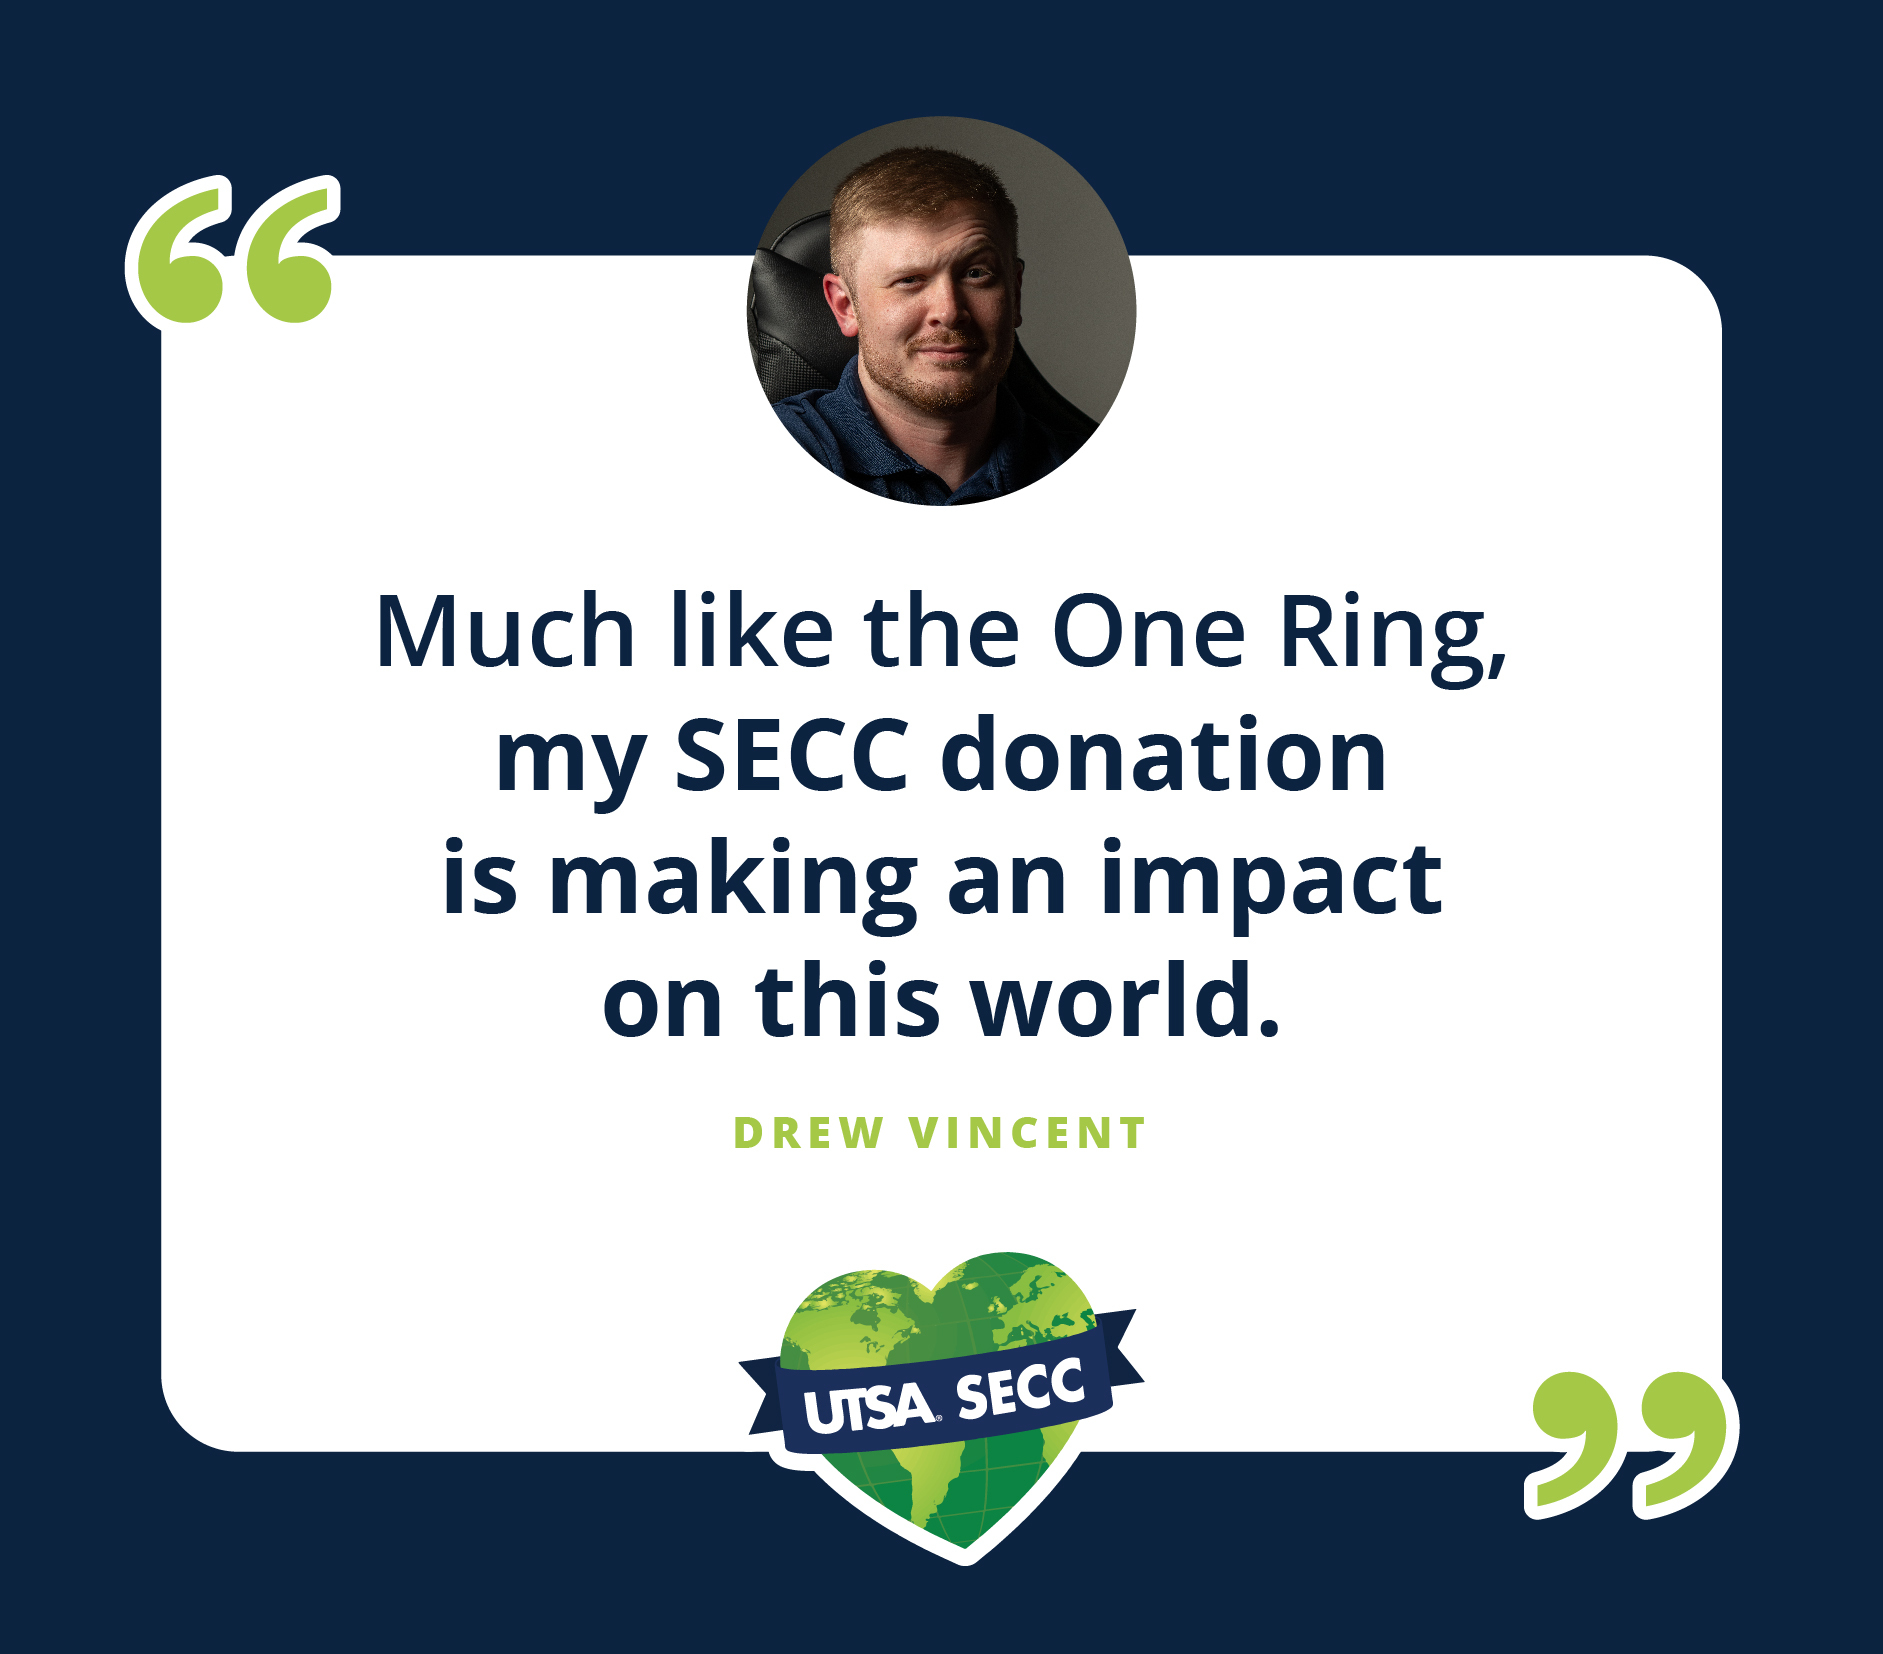 Much like the One Ring,
my SECC donation
is making an impact
on this world.
DREW VINCENT
UTSA® SECC